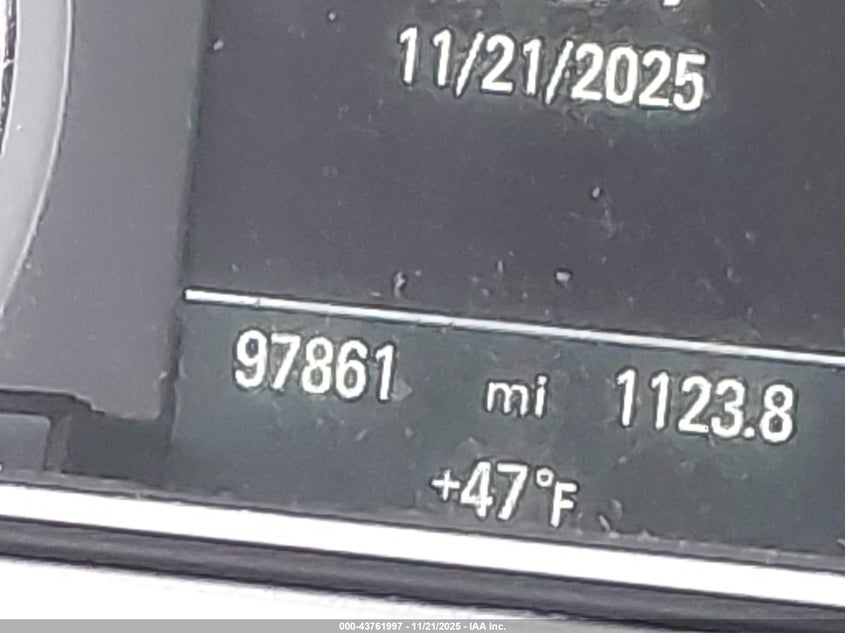 11/21/2025
97861 mi 1123.8
+47°F
000-43761997 - 11/21/2025 - IAA Inc.